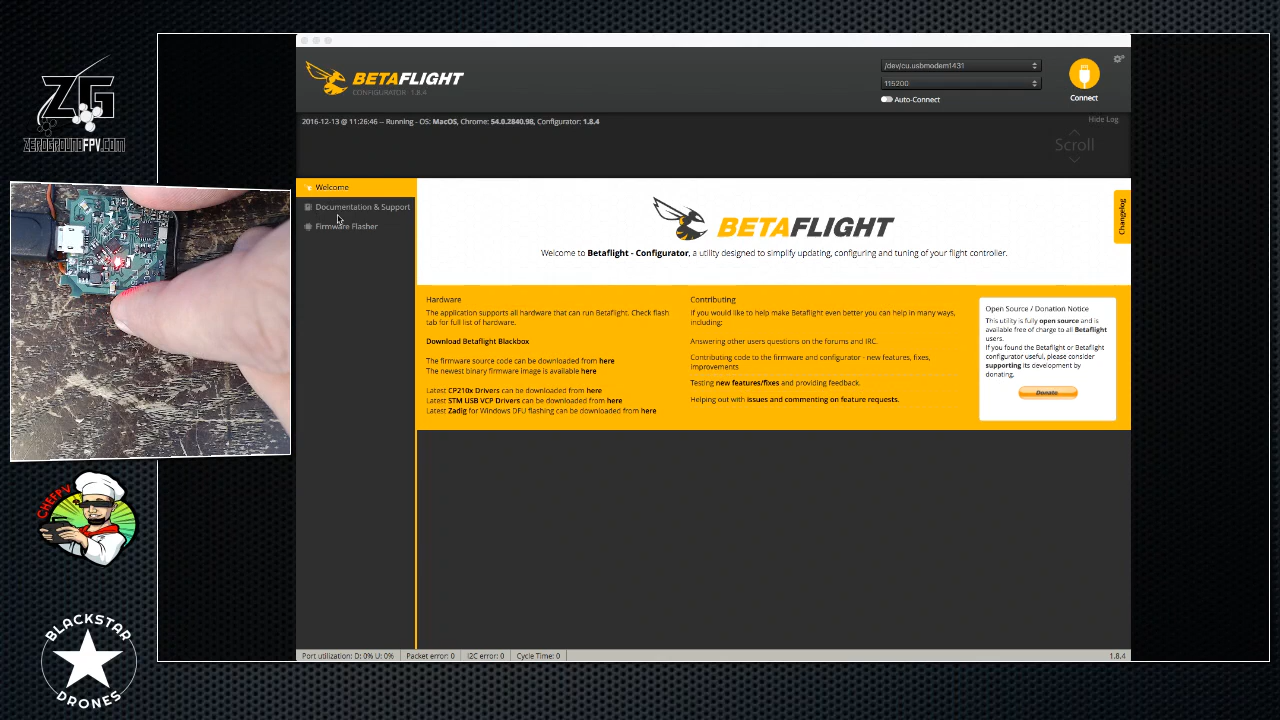 ZG
ZEROGROUNDFPV.COM
CHEFPV
BLACKSTAR
DRONES
BETAFLIGHT
CONFIGURATOR 1.8.4
/dev/cu.usbmodem1431
115200
Auto-Connect
Connect
2016-12-13 @ 11:26:46 -- Running - OS: MacOS, Chrome: 54.0.2840.98, Configurator: 1.8.4
Hide Log
Scroll
Welcome
Documentation & Support
Firmware Flasher
BETAFLIGHT
Welcome to Betaflight - Configurator, a utility designed to simplify updating, configuring and tuning of your flight controller.
Changelog
Hardware
The application supports all hardware that can run Betaflight. Check flash
tab for full list of hardware.
Download Betaflight Blackbox
The firmware source code can be downloaded from here
The newest binary firmware image is available here
Latest CP210x Drivers can be downloaded from here
Latest STM USB VCP Drivers can be downloaded from here
Latest Zadig for Windows DFU flashing can be downloaded from here
Contributing
If you would like to help make Betaflight even better you can help in many ways,
including:
Answering other users questions on the forums and IRC.
Contributing code to the firmware and configurator - new features, fixes,
improvements
Testing new features/fixes and providing feedback.
Helping out with issues and commenting on feature requests.
Open Source / Donation Notice
This utility is fully open source and is
available free of charge to all Betaflight
users.
If you found the Betaflight or Betaflight
configurator useful, please consider
supporting its development by
donating.
Donate
Port utilization: D: 0% U: 0%
Packet error: 0
I2C error: 0
Cycle Time: 0
1.8.4